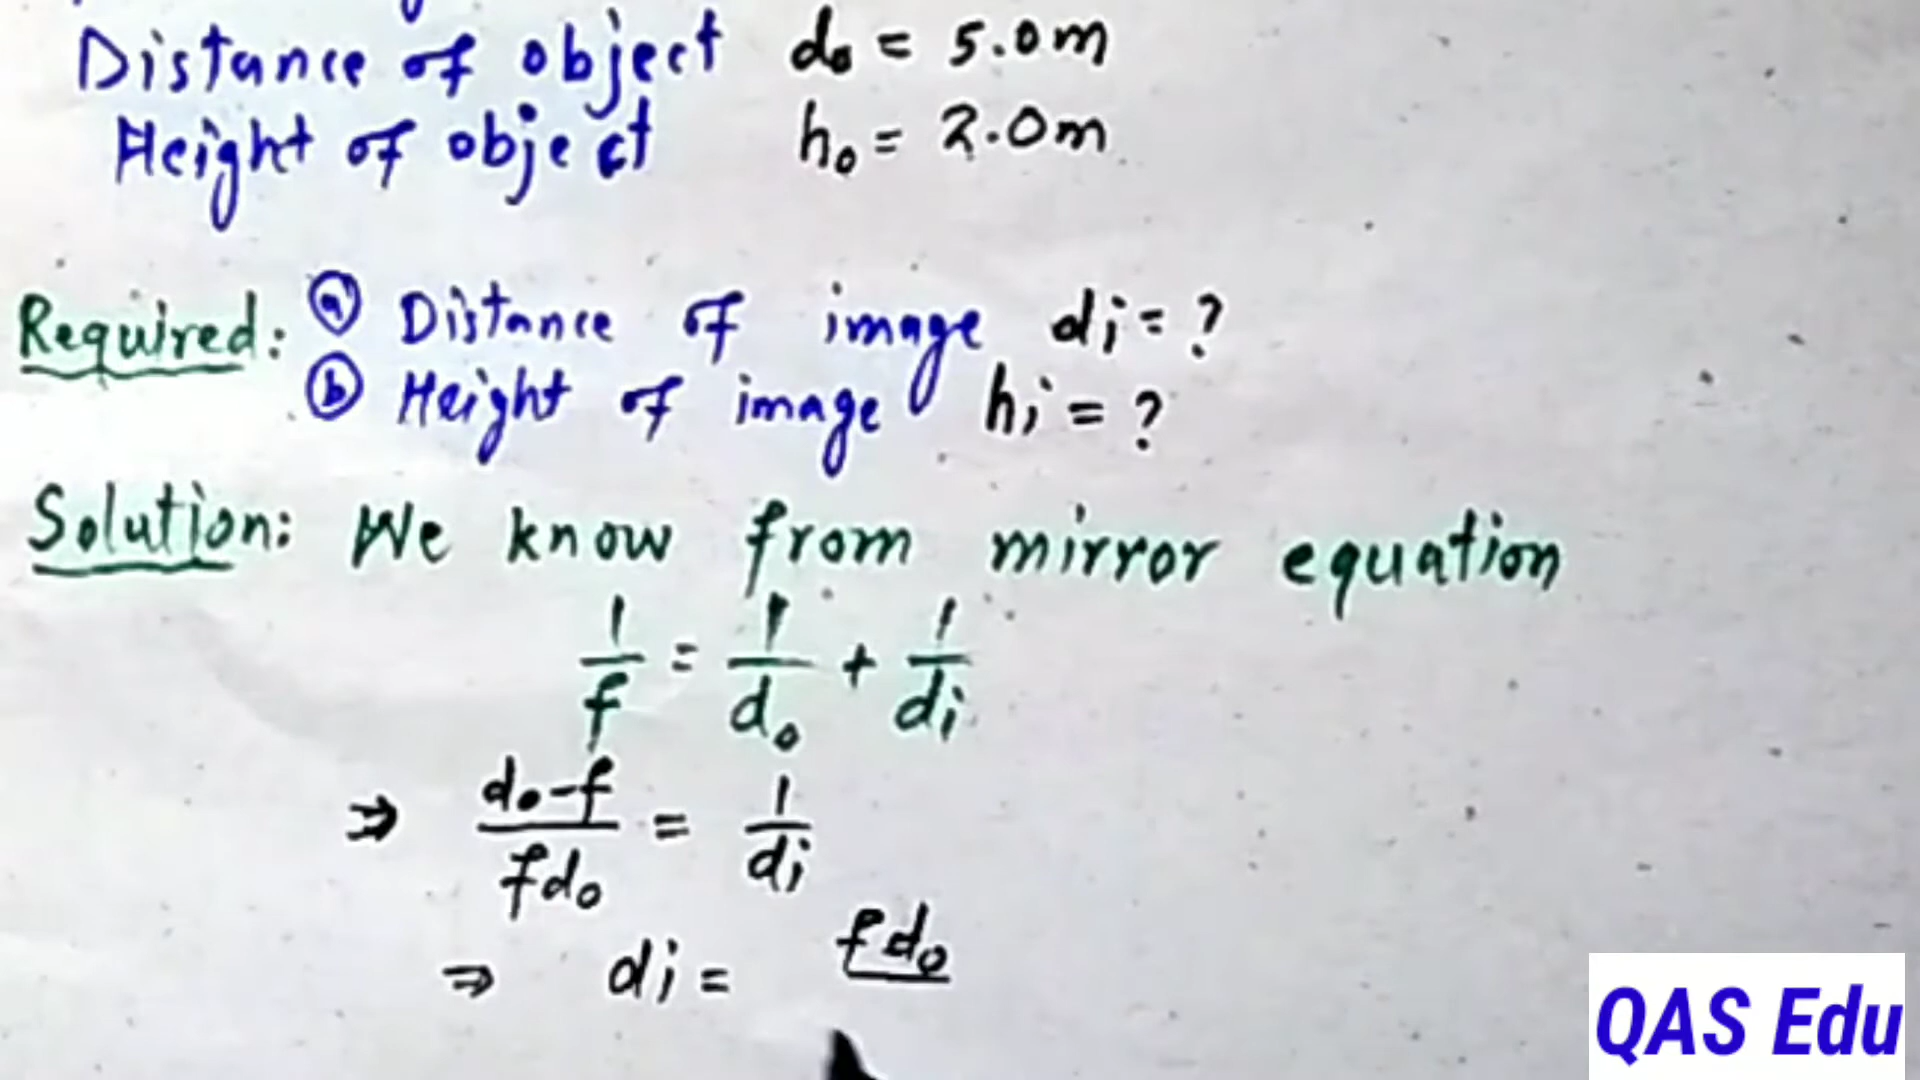 Distance of object d₀ = 5.0m
Height of object h₀ = 2.0m
Required: ⓐ Distance of image di = ?
ⓑ Height of image hi = ?
Solution: We know from mirror equation
1/f = 1/d₀ + 1/di
⇒ d₀-f/fd₀ = 1/di
⇒ di = fd₀
QAS Edu